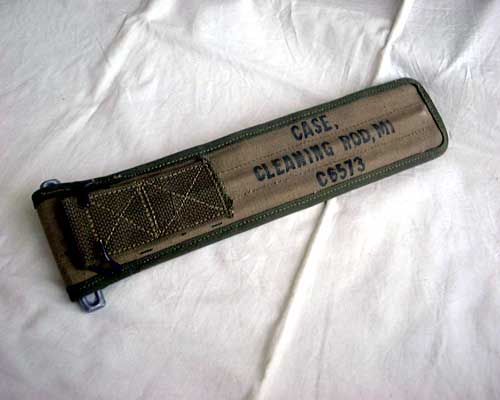 CASE,
CLEANING ROD, M1
C6573